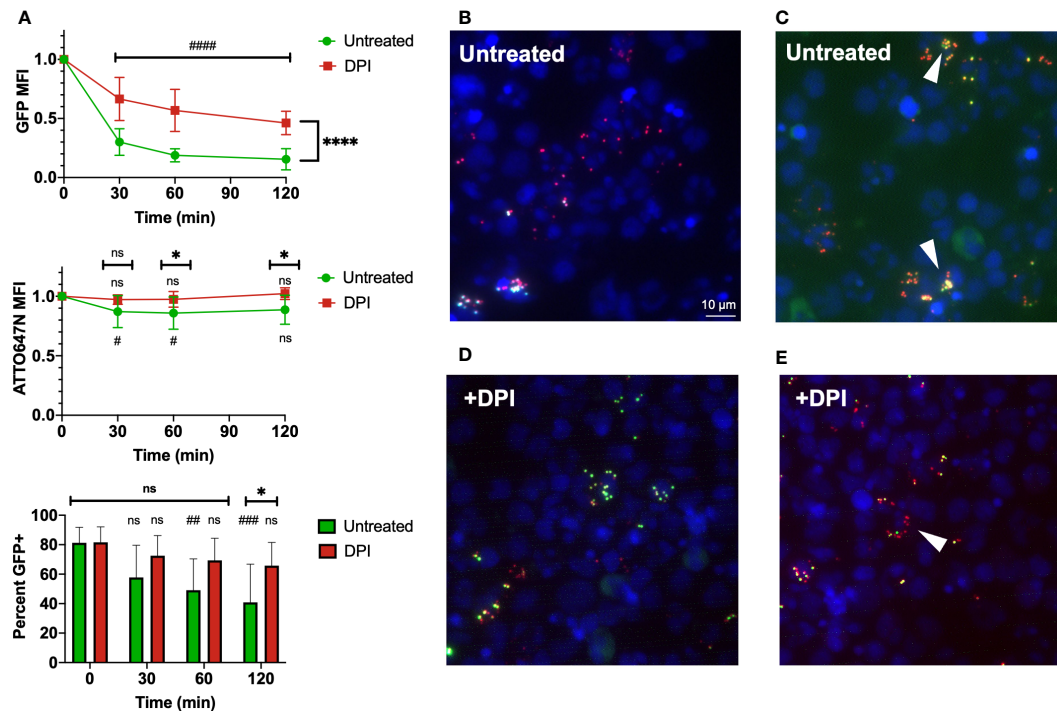 A
####
Untreated
DPI
GFP MFI
1.0
0.5
0.0
****
0 30 60 90 120
Time (min)
ns * *
ns ns ns
Untreated
DPI
ATTO647N MFI
1.0
0.5
0.0
# # ns
0 30 60 90 120
Time (min)
ns *
ns ns ## ns ### ns
Untreated
DPI
Percent GFP+
100
80
60
40
20
0
0 30 60 120
Time (min)
B
Untreated
10 µm
C
Untreated
D
+DPI
E
+DPI